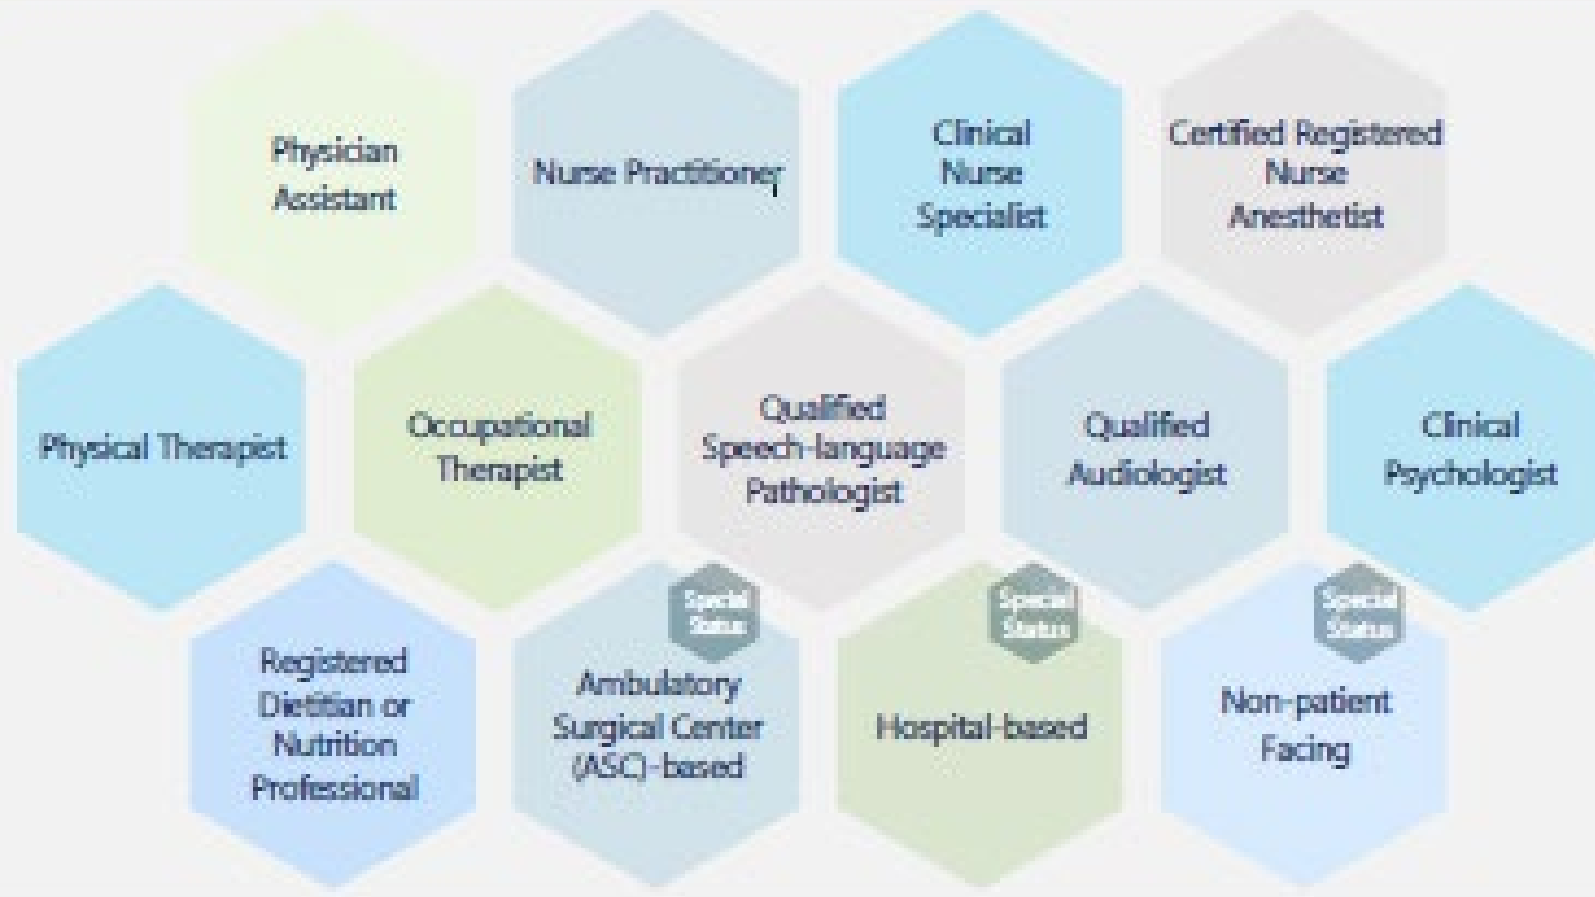 Physician
Assistant
Nurse Practitioner
Clinical
Nurse
Specialist
Certified Registered
Nurse
Anesthetist
Physical Therapist
Occupational
Therapist
Qualified
Speech-language
Pathologist
Qualified
Audiologist
Clinical
Psychologist
Registered
Dietitian or
Nutrition
Professional
Special
Status
Ambulatory
Surgical Center
(ASC)-based
Special
Status
Hospital-based
Special
Status
Non-patient
Facing